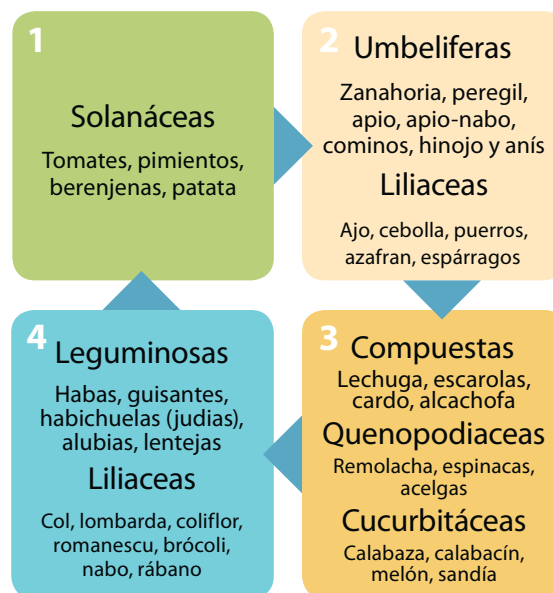 1
Solanáceas
Tomates, pimientos,
berenjenas, patata
2
Umbeliferas
Zanahoria, peregil,
apio, apio-nabo,
cominos, hinojo y anís
Liliaceas
Ajo, cebolla, puerros,
azafran, espárragos
3
Compuestas
Lechuga, escarolas,
cardo, alcachofa
Quenopodiaceas
Remolacha, espinacas,
acelgas
Cucurbitáceas
Calabaza, calabacín,
melón, sandía
4
Leguminosas
Habas, guisantes,
habichuelas (judias),
alubias, lentejas
Liliaceas
Col, lombarda, coliflor,
romanescu, brócoli,
nabo, rábano